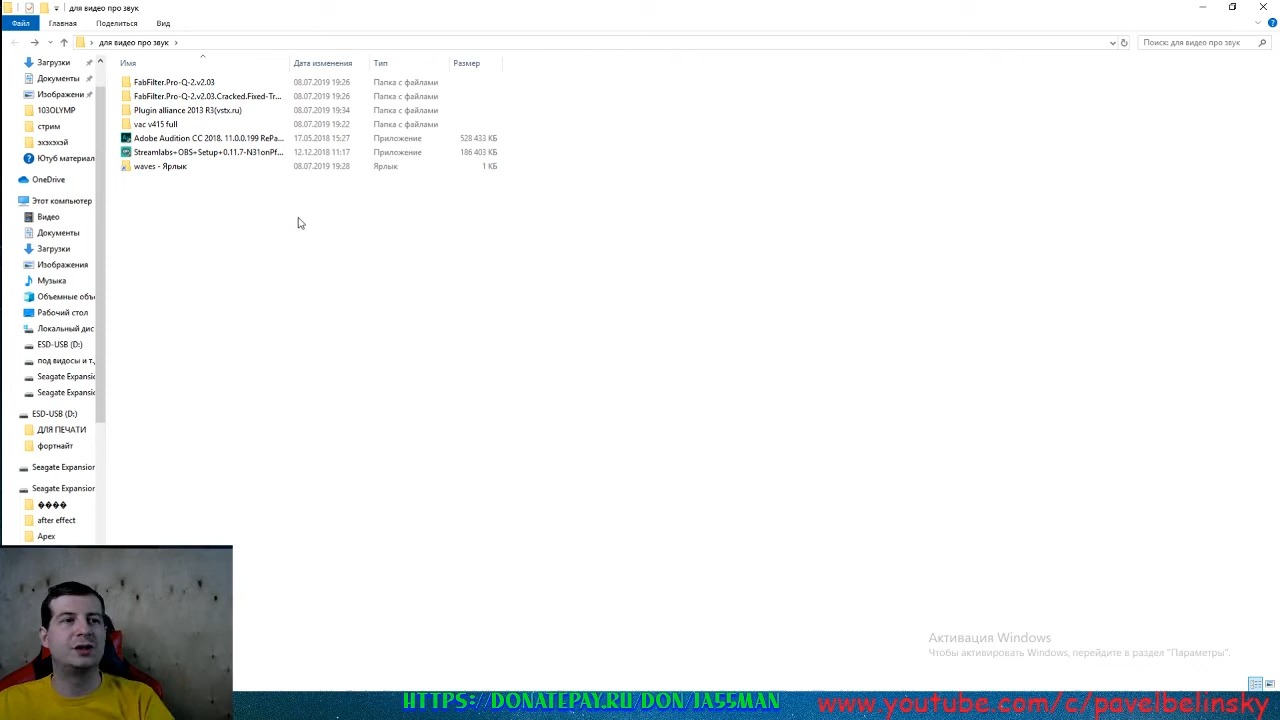 для видео про звук
Файл Главная Поделиться Вид
для видео про звук
Поиск: для видео про звук
Имя Дата изменения Тип Размер
FabFilter.Pro-Q-2.v2.03 08.07.2019 19:26 Папка с файлами
FabFilter.Pro-Q-2.v2.03.Cracked.Fixed-Tr... 08.07.2019 19:26 Папка с файлами
Plugin alliance 2013 R3(vstx.ru) 08.07.2019 19:34 Папка с файлами
vac v415 full 08.07.2019 19:22 Папка с файлами
Adobe Audition CC 2018. 11.0.0.199 RePa... 17.05.2018 15:27 Приложение 528 433 КБ
Streamlabs+OBS+Setup+0.11.7-N31onPf... 12.12.2018 11:17 Приложение 186 403 КБ
waves - Ярлык 08.07.2019 19:28 Ярлык 1 КБ
Загрузки
Документы
Изображени
103OLYMP
стрим
эхэхэхэй
Ютуб материал
OneDrive
Этот компьютер
Видео
Документы
Загрузки
Изображения
Музыка
Объемные объ
Рабочий стол
Локальный дис
ESD-USB (D:)
под видосы и т.
Seagate Expansio
Seagate Expansio
ESD-USB (D:)
ДЛЯ ПЕЧАТИ
фортнайт
Seagate Expansion
Seagate Expansion
����
after effect
Apex
Активация Windows
Чтобы активировать Windows, перейдите в раздел "Параметры".
HTTPS://DONATEPAY.RU/DON/JA55MAN
www.youtube.com/c/pavelbelinsky